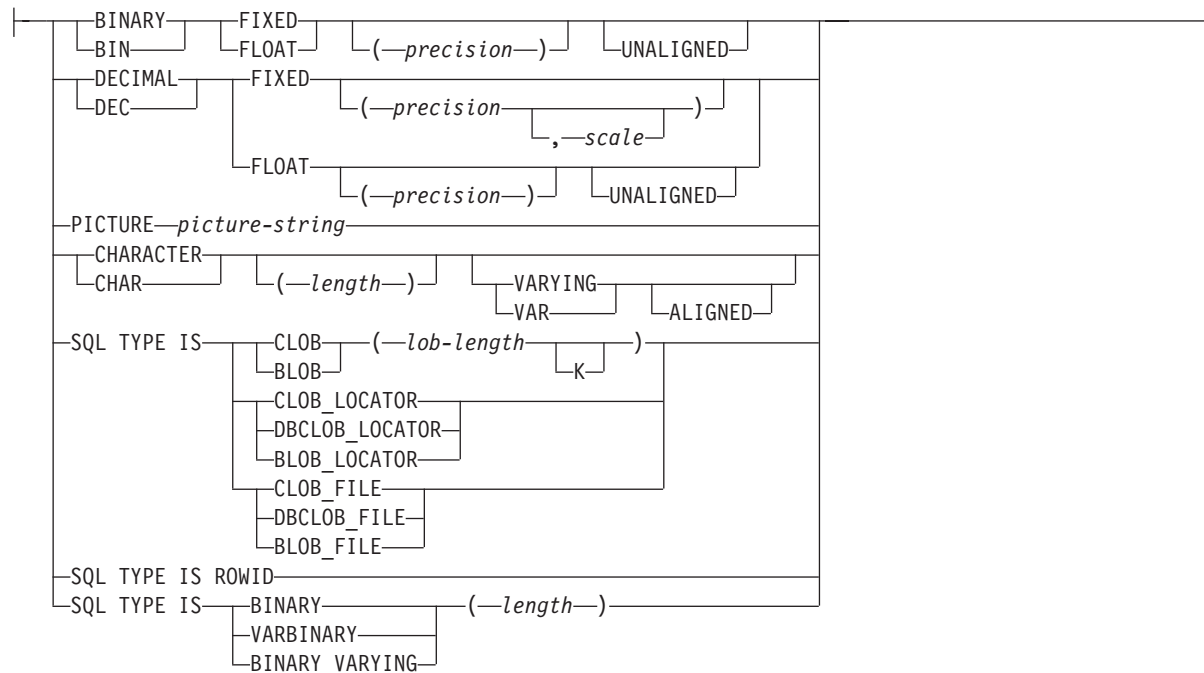 BINARY FIXED
BIN FLOAT (precision) UNALIGNED
DECIMAL FIXED
DEC (precision )
,scale
FLOAT
(precision) UNALIGNED
PICTURE picture-string
CHARACTER
CHAR (length) VARYING
VAR ALIGNED
SQL TYPE IS CLOB (lob-length )
BLOB K
CLOB_LOCATOR
DBCLOB_LOCATOR
BLOB_LOCATOR
CLOB_FILE
DBCLOB_FILE
BLOB_FILE
SQL TYPE IS ROWID
SQL TYPE IS BINARY (length)
VARBINARY
BINARY VARYING